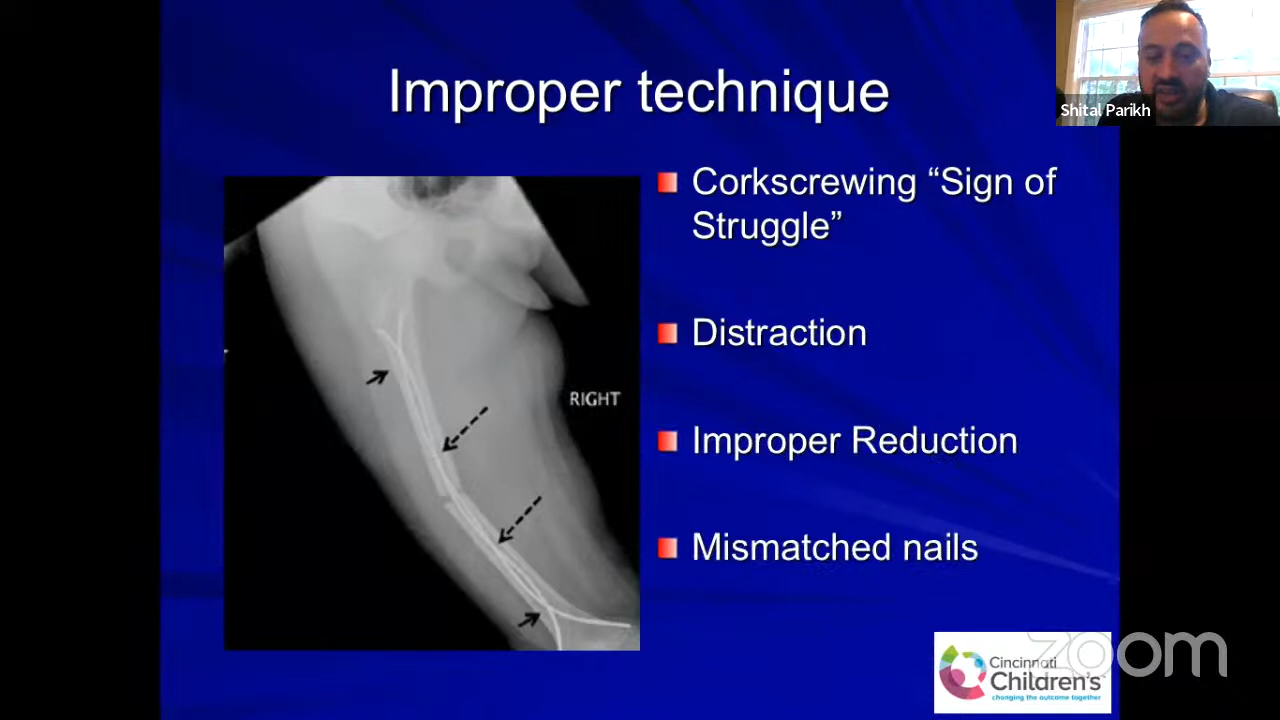 Improper technique
Shital Parikh
Corkscrewing “Sign of
Struggle”
Distraction
RIGHT
Improper Reduction
Mismatched nails
Cincinnati
Children's
changing the outcome together
zoom